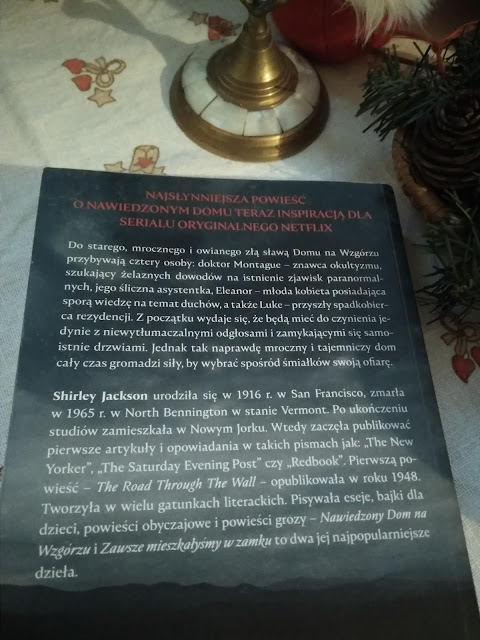 NAJSŁYNNIEJSZA POWIEŚĆ
O NAWIEDZONYM DOMU TERAZ INSPIRACJĄ DLA
SERIALU ORYGINALNEGO NETFLIX
Do starego, mrocznego i owianego złą sławą Domu na Wzgórzu
przybywają cztery osoby: doktor Montague – znawca okultyzmu,
szukający żelaznych dowodów na istnienie zjawisk paranormal-
nych, jego śliczna asystentka, Eleanor – młoda kobieta posiadająca
sporą wiedzę na temat duchów, a także Luke – przyszły spadkobier-
ca rezydencji. Z początku wydaje się, że będą mieć do czynienia je-
dynie z niewytłumaczalnymi odgłosami i zamykającymi się samo-
istnie drzwiami. Jednak tak naprawdę mroczny i tajemniczy dom
cały czas gromadzi siły, by wybrać spośród śmiałków swoją ofiarę.
Shirley Jackson urodziła się w 1916 r. w San Francisco, zmarła
w 1965 r. w North Bennington w stanie Vermont. Po ukończeniu
studiów zamieszkała w Nowym Jorku. Wtedy zaczęła publikować
pierwsze artykuły i opowiadania w takich pismach jak: „The New
Yorker”, „The Saturday Evening Post” czy „Redbook”. Pierwszą po-
wieść – The Road Through The Wall – opublikowała w roku 1948.
Tworzyła w wielu gatunkach literackich. Pisywała eseje, bajki dla
dzieci, powieści obyczajowe i powieści grozy – Nawiedzony Dom na
Wzgórzu i Zawsze mieszkałyśmy w zamku to dwa jej najpopularniejsze
dzieła.